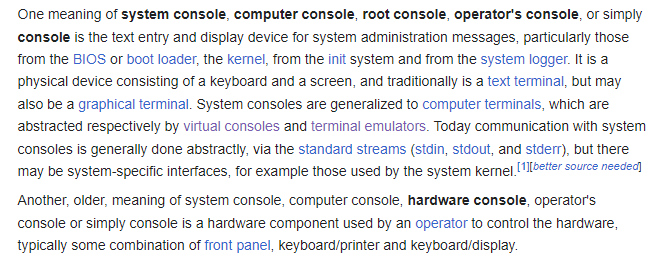 One meaning of system console, computer console, root console, operator's console, or simply
console is the text entry and display device for system administration messages, particularly those
from the BIOS or boot loader, the kernel, from the init system and from the system logger. It is a
physical device consisting of a keyboard and a screen, and traditionally is a text terminal, but may
also be a graphical terminal. System consoles are generalized to computer terminals, which are
abstracted respectively by virtual consoles and terminal emulators. Today communication with system
consoles is generally done abstractly, via the standard streams (stdin, stdout, and stderr), but there
may be system-specific interfaces, for example those used by the system kernel.[1][better source needed]
Another, older, meaning of system console, computer console, hardware console, operator's
console or simply console is a hardware component used by an operator to control the hardware,
typically some combination of front panel, keyboard/printer and keyboard/display.